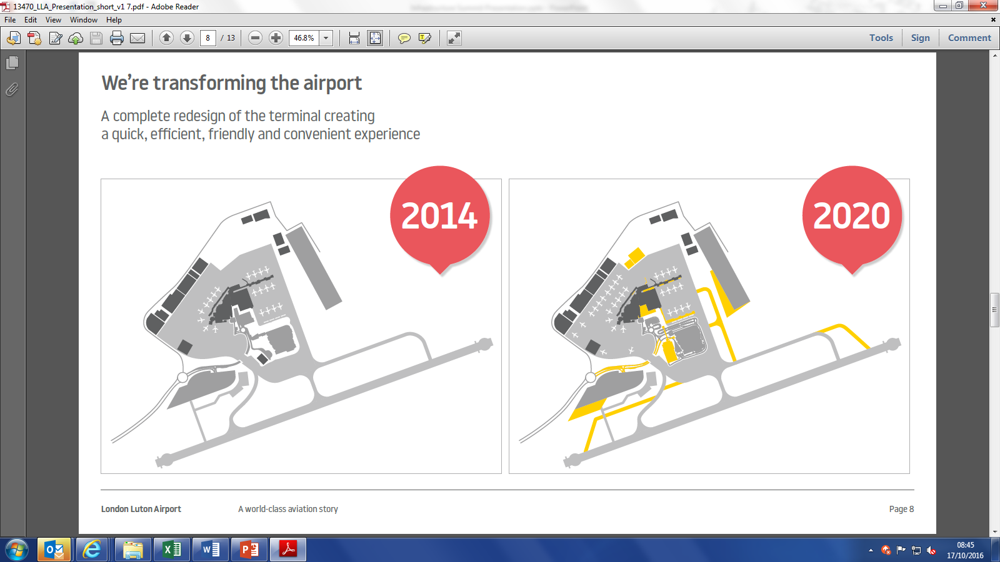 13470_LLA_Presentation_short_v1 7.pdf - Adobe Reader
File Edit View Window Help
8 / 13 46.8% Tools Sign Comment
We're transforming the airport
A complete redesign of the terminal creating
a quick, efficient, friendly and convenient experience
2014
2020
London Luton Airport A world-class aviation story Page 8
08:45
17/10/2016